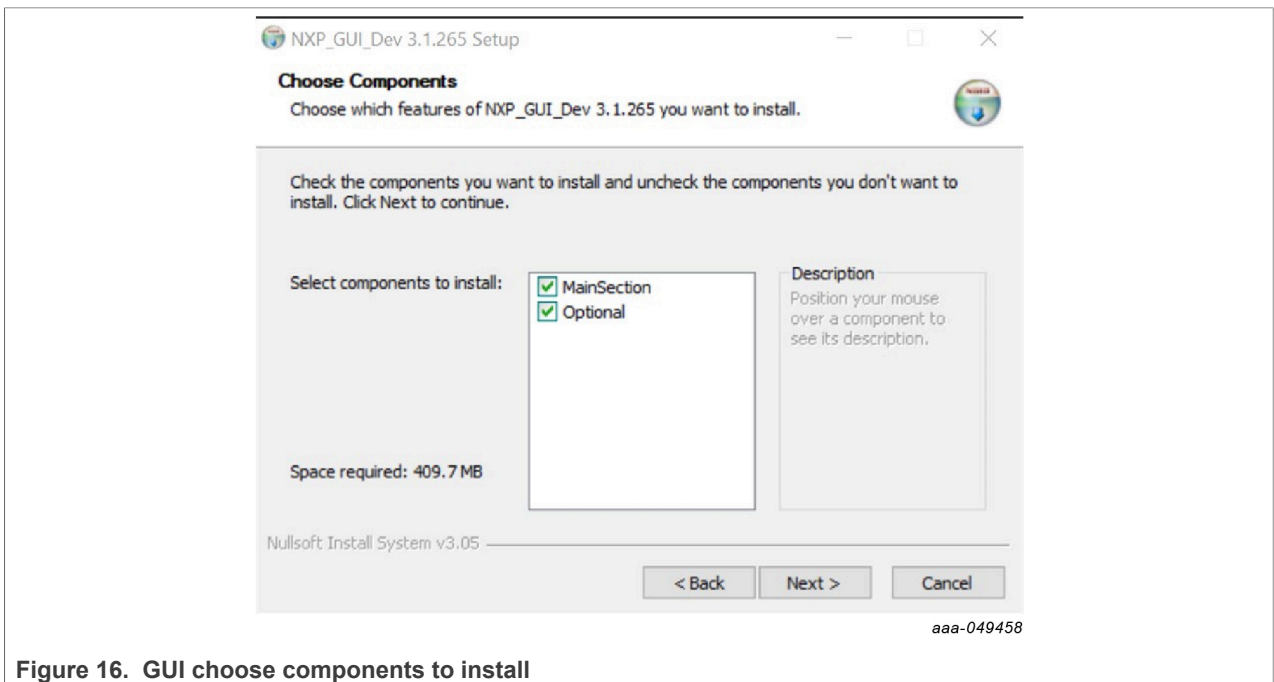 NXP_GUI_Dev 3.1.265 Setup
Choose Components
Choose which features of NXP_GUI_Dev 3.1.265 you want to install.
Check the components you want to install and uncheck the components you don't want to
install. Click Next to continue.
Select components to install:
MainSection
Optional
Description
Position your mouse
over a component to
see its description.
Space required: 409.7 MB
Nullsoft Install System v3.05
< Back
Next >
Cancel
aaa-049458
Figure 16. GUI choose components to install